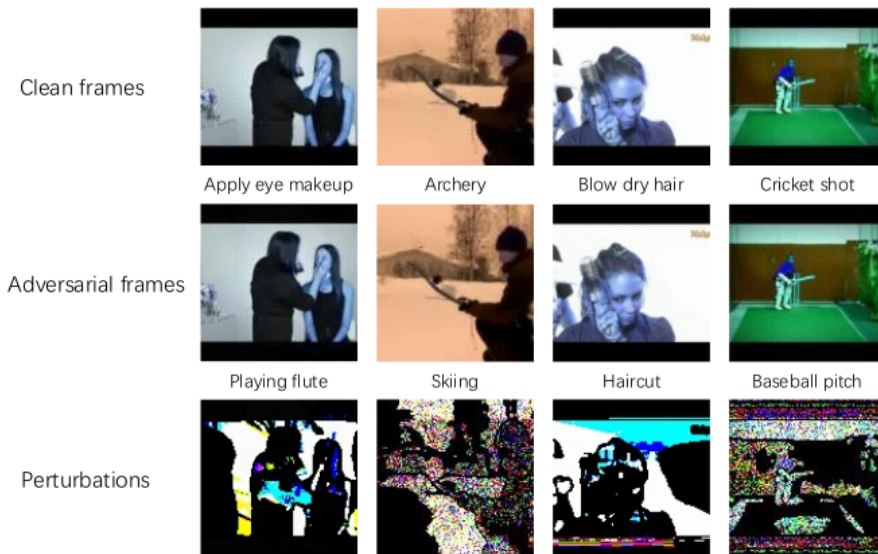 Clean frames
Apply eye makeup
Archery
Blow dry hair
Cricket shot
Adversarial frames
Playing flute
Skiing
Haircut
Baseball pitch
Perturbations